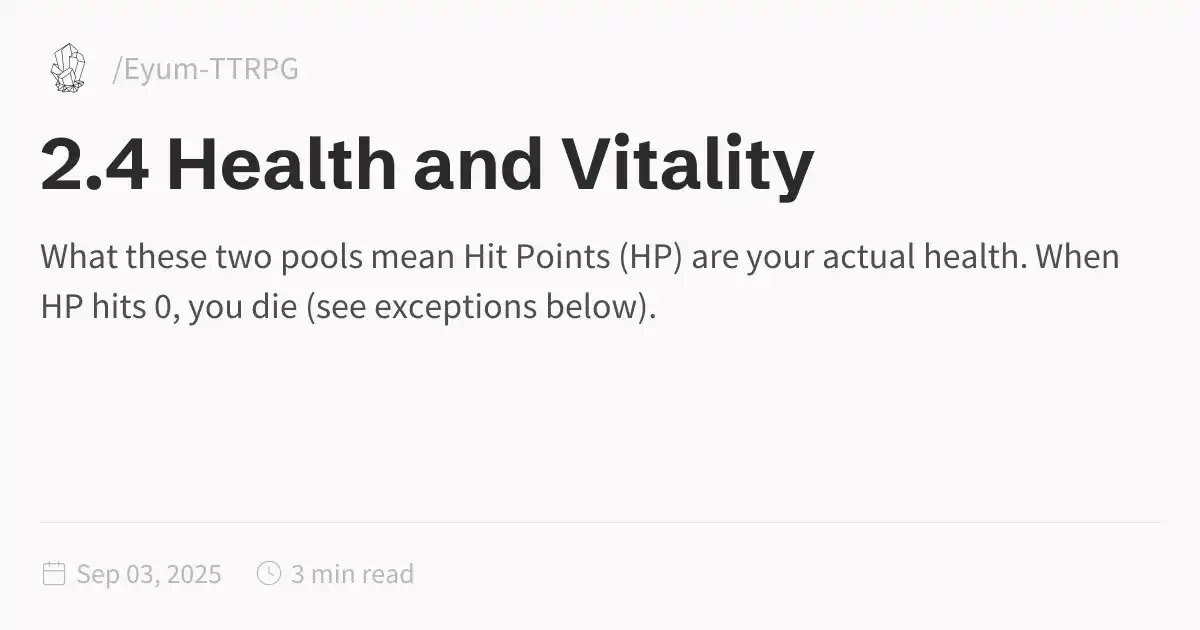 /Eyum-TTRPG
2.4 Health and Vitality
What these two pools mean Hit Points (HP) are your actual health. When
HP hits 0, you die (see exceptions below).
Sep 03, 2025 3 min read